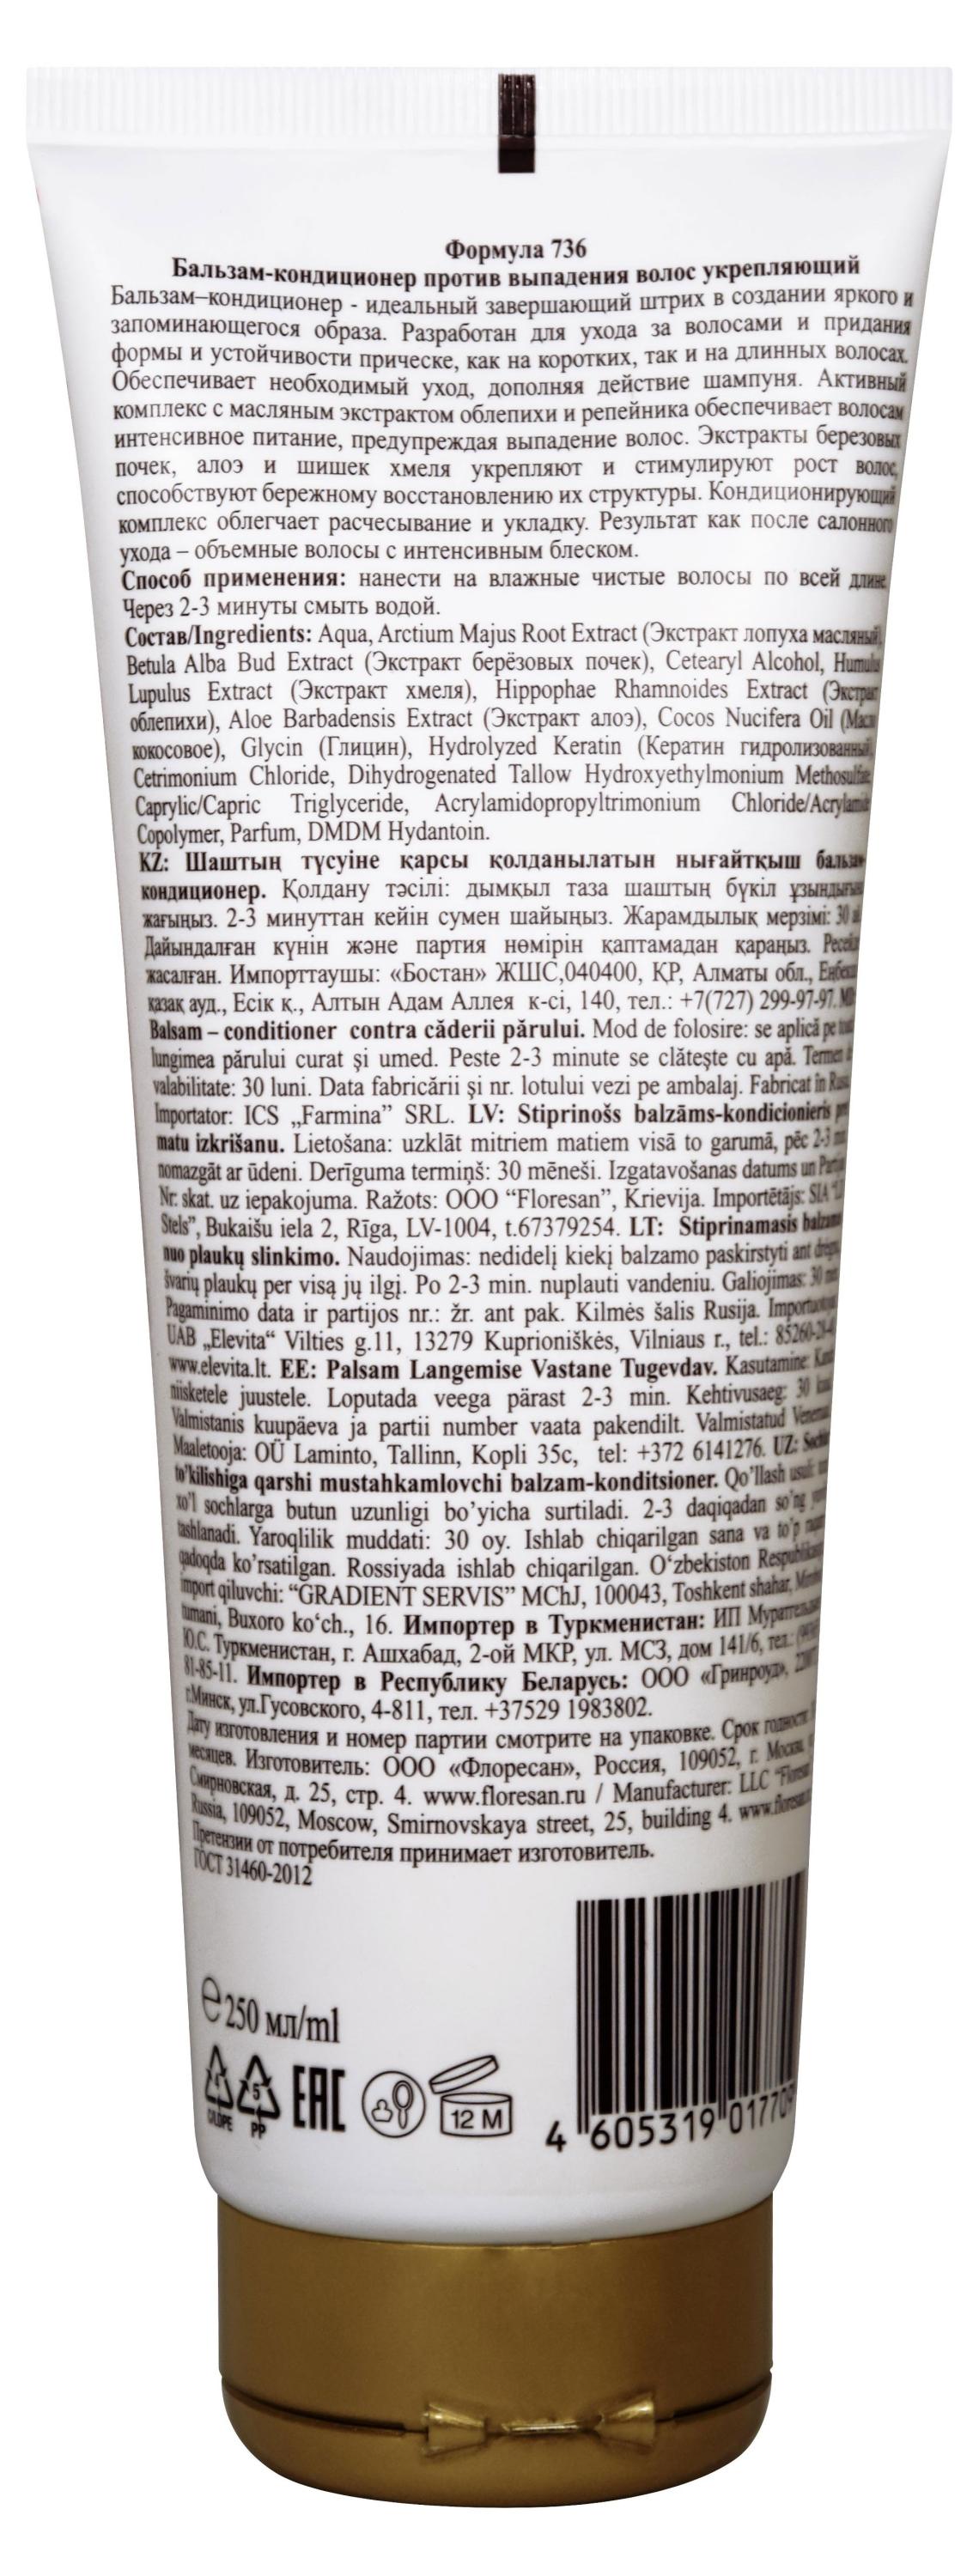 Формула 736
Бальзам-кондиционер против выпадения волос укрепляющий
Бальзам–кондиционер - идеальный завершающий штрих в создании яркого и
запоминающегося образа. Разработан для ухода за волосами и придания
формы и устойчивости прическе, как на коротких, так и на длинных волосах.
Обеспечивает необходимый уход, дополняя действие шампуня. Активный
комплекс с масляным экстрактом облепихи и репейника обеспечивает волосам
интенсивное питание, предупреждая выпадение волос. Экстракты березовых
почек, алоэ и шишек хмеля укрепляют и стимулируют рост волос,
способствуют бережному восстановлению их структуры. Кондиционирующий
комплекс облегчает расчесывание и укладку. Результат как после салонного
ухода – объемные волосы с интенсивным блеском.
Способ применения: нанести на влажные чистые волосы по всей длине.
Через 2-3 минуты смыть водой.
Состав/Ingredients: Aqua, Arctium Majus Root Extract (Экстракт лопуха масляный),
Betula Alba Bud Extract (Экстракт берёзовых почек), Cetearyl Alcohol, Humulus
Lupulus Extract (Экстракт хмеля), Hippophae Rhamnoides Extract (Экстракт
облепихи), Aloe Barbadensis Extract (Экстракт алоэ), Cocos Nucifera Oil (Масло
кокосовое), Glycin (Глицин), Hydrolyzed Keratin (Кератин гидролизованный),
Cetrimonium Chloride, Dihydrogenated Tallow Hydroxyethylmonium Methosulfate,
Caprylic/Capric Triglyceride, Acrylamidopropyltrimonium Chloride/Acrylamide
Copolymer, Parfum, DMDM Hydantoin.
KZ: Шаштың түсуіне қарсы қолданылатын нығайтқыш бальзам-
кондиционер. Қолдану тәсілі: дымқыл таза шаштың бүкіл ұзындығына
жағыңыз. 2-3 минуттан кейін сумен шайыңыз. Жарамдылық мерзімі: 30
Дайындалған күнін және партия нөмірін қаптамадан қараңыз. Ресейде
жасалған. Импорттаушы: «Бостан» ЖШС,040400, ҚР, Алматы обл., Еңбекші
қазақ ауд., Есік қ., Алтын Адам Аллея к-сі, 140, тел.: +7(727) 299-97-97. MD:
Balsam – conditioner contra căderii părului. Mod de folosire: se aplică pe
lungimea părului curat şi umed. Peste 2-3 minute se clăteşte cu apă. Termen
valabilitate: 30 luni. Data fabricării şi nr. lotului vezi pe ambalaj. Fabricat în
Importator: ICS „Farmina” SRL. LV: Stiprinošs balzāms-kondicionieris
matu izkrišanu. Lietošana: uzklāt mitriem matiem visā to garumā, pēc 2-3
nomazgāt ar ūdeni. Derīguma termiņš: 30 mēneši. Izgatavošanas datums un
Nr: skat. uz iepakojuma. Ražots: OOO “Floresan”, Krievija. Importētājs: SIA
Stels”, Bukaišu iela 2, Rīga, LV-1004, t.67379254. LT: Stiprinamasis
nuo plaukų slinkimo. Naudojimas: nedidelį kiekį balzamo paskirstyti ant
švarių plaukų per visą jų ilgį. Po 2-3 min. nuplauti vandeniu. Galiojimas: 30
Pagaminimo data ir partijos nr.: žr. ant pak. Kilmės šalis Rusija.
UAB „Elevita“ Vilties g.11, 13279 Kuprioniškės, Vilniaus r., tel.:
www.elevita.lt. EE: Palsam Langemise Vastane Tugevdav. Kasutamine:
niisketele juustele. Loputada veega pärast 2-3 min. Kehtivusaeg: 30
Valmistanis kuupäeva ja partii number vaata pakendilt. Valmistatud
Maaletooja: OÜ Laminto, Tallinn, Kopli 35c, tel: +372 6141276. UZ:
to’kilishiga qarshi mustahkamlovchi balzam-konditsioner. Qo’llash usuli:
xo’l sochlarga butun uzunligi bo’yicha surtiladi. 2-3 daqiqadan so’ng
tashlanadi. Yaroqlilik muddati: 30 oy. Ishlab chiqarilgan sana va to’p
qadoqda ko’rsatilgan. Rossiyada ishlab chiqarilgan. O‘zbekiston
import qiluvchi: “GRADIENT SERVIS” MChJ, 100043, Toshkent shahar,
tumani, Buxoro ko‘ch., 16. Импортер в Туркменистан: ИП
Ю.С. Туркменистан, г. Ашхабад, 2-ой МКР, ул. МСЗ, дом 141/6, тел.:
81-85-11. Импортер в Республику Беларусь: ООО «Гринроуд»,
г.Минск, ул.Гусовского, 4-811, тел. +37529 1983802.
Дату изготовления и номер партии смотрите на упаковке. Срок годности:
месяцев. Изготовитель: ООО «Флоресан», Россия, 109052, г. Москва,
Смирновская, д. 25, стр. 4. www.floresan.ru / Manufacturer: LLC
Russia, 109052, Moscow, Smirnovskaya street, 25, building 4.
Претензии от потребителя принимает изготовитель.
ГОСТ 31460-2012
℮ 250 мл/ml
5
PP
C/LDPE
EAC
12 M
4 605319 017709